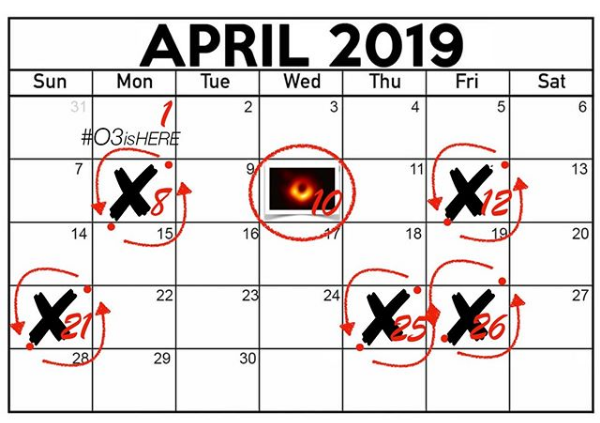 APRIL 2019
Sun Mon Tue Wed Thu Fri Sat
31 1 2 3 4 5 6
#O3isHERE
7 8 9 10 11 12 13
14 15 16 17 18 19 20
21 22 23 24 25 26 27
28 29 30